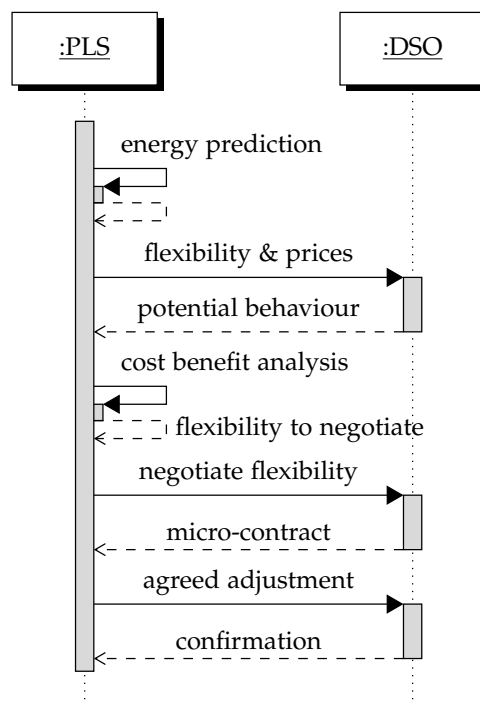 :PLS
:DSO
energy prediction
flexibility & prices
potential behaviour
cost benefit analysis
flexibility to negotiate
negotiate flexibility
micro-contract
agreed adjustment
confirmation